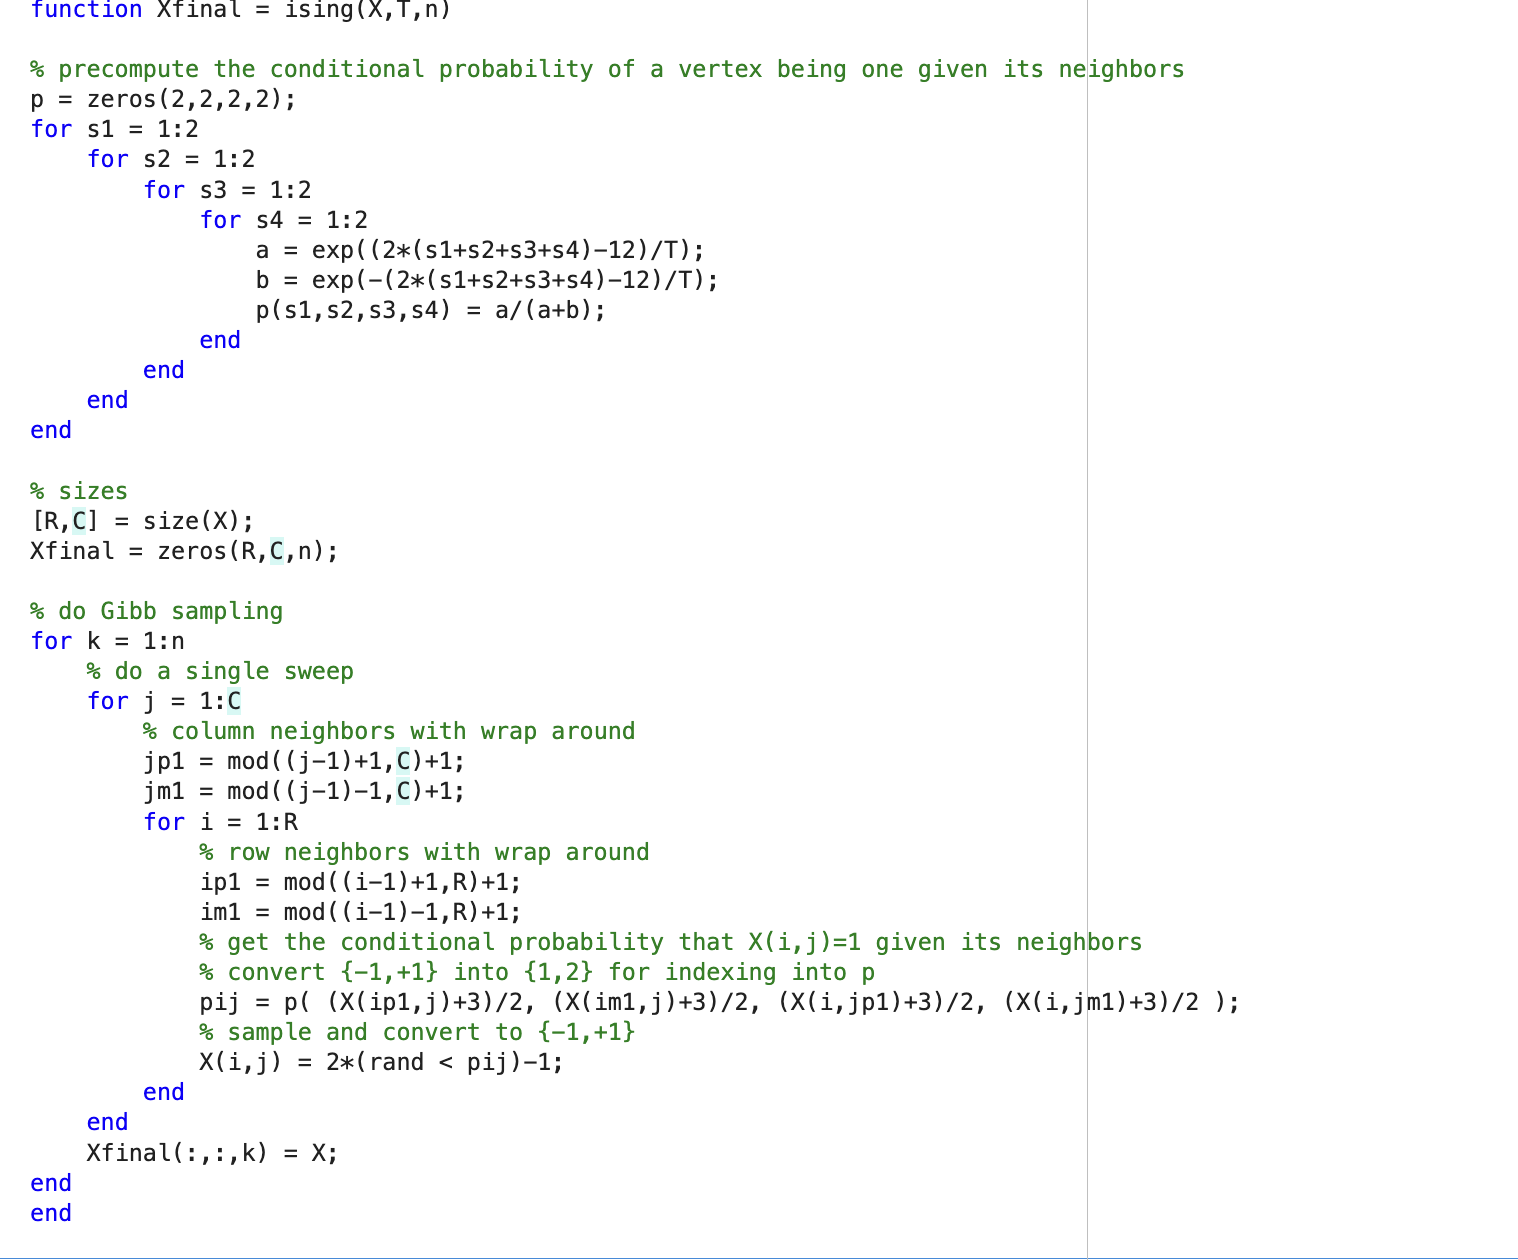 function Xfinal = ising(X,T,n)
% precompute the conditional probability of a vertex being one given its neighbors
p = zeros(2,2,2,2);
for s1 = 1:2
    for s2 = 1:2
        for s3 = 1:2
            for s4 = 1:2
                a = exp((2*(s1+s2+s3+s4)-12)/T);
                b = exp(-(2*(s1+s2+s3+s4)-12)/T);
                p(s1,s2,s3,s4) = a/(a+b);
            end
        end
    end
end
% sizes
[R,C] = size(X);
Xfinal = zeros(R,C,n);
% do Gibb sampling
for k = 1:n
    % do a single sweep
    for j = 1:C
        % column neighbors with wrap around
        jp1 = mod((j-1)+1,C)+1;
        jm1 = mod((j-1)-1,C)+1;
        for i = 1:R
            % row neighbors with wrap around
            ip1 = mod((i-1)+1,R)+1;
            im1 = mod((i-1)-1,R)+1;
            % get the conditional probability that X(i,j)=1 given its neighbors
            % convert {-1,+1} into {1,2} for indexing into p
            pij = p( (X(ip1,j)+3)/2, (X(im1,j)+3)/2, (X(i,jp1)+3)/2, (X(i,jm1)+3)/2 );
            % sample and convert to {-1,+1}
            X(i,j) = 2*(rand < pij)-1;
        end
    end
    Xfinal(:,:,k) = X;
end
end